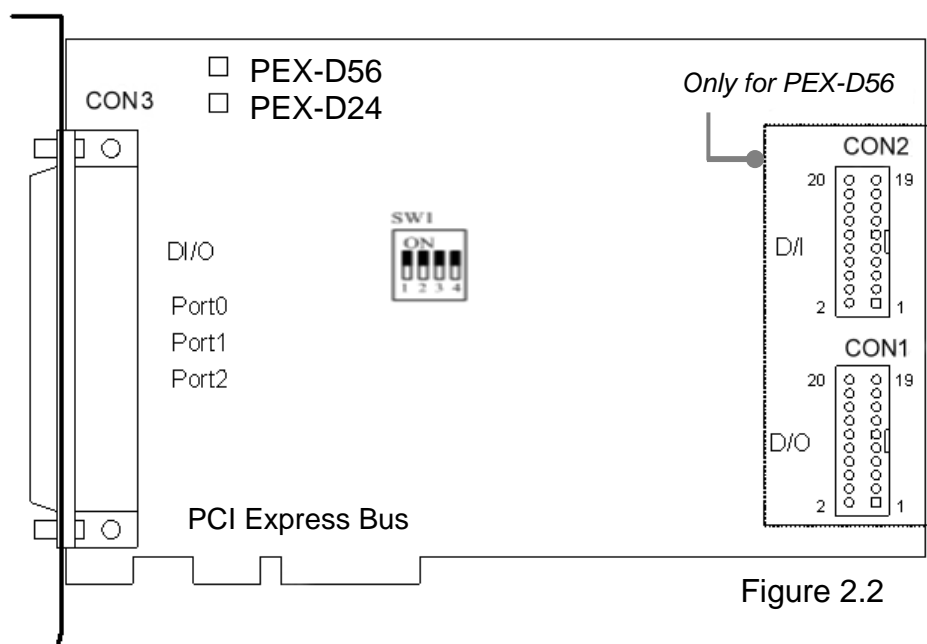 PEX-D56
PEX-D24
Only for PEX-D56
CON3
CON2
20 19
D/I
2 1
SW1
ON
1 2 3 4
DI/O
Port0
Port1
Port2
CON1
20 19
D/O
2 1
PCI Express Bus
Figure 2.2